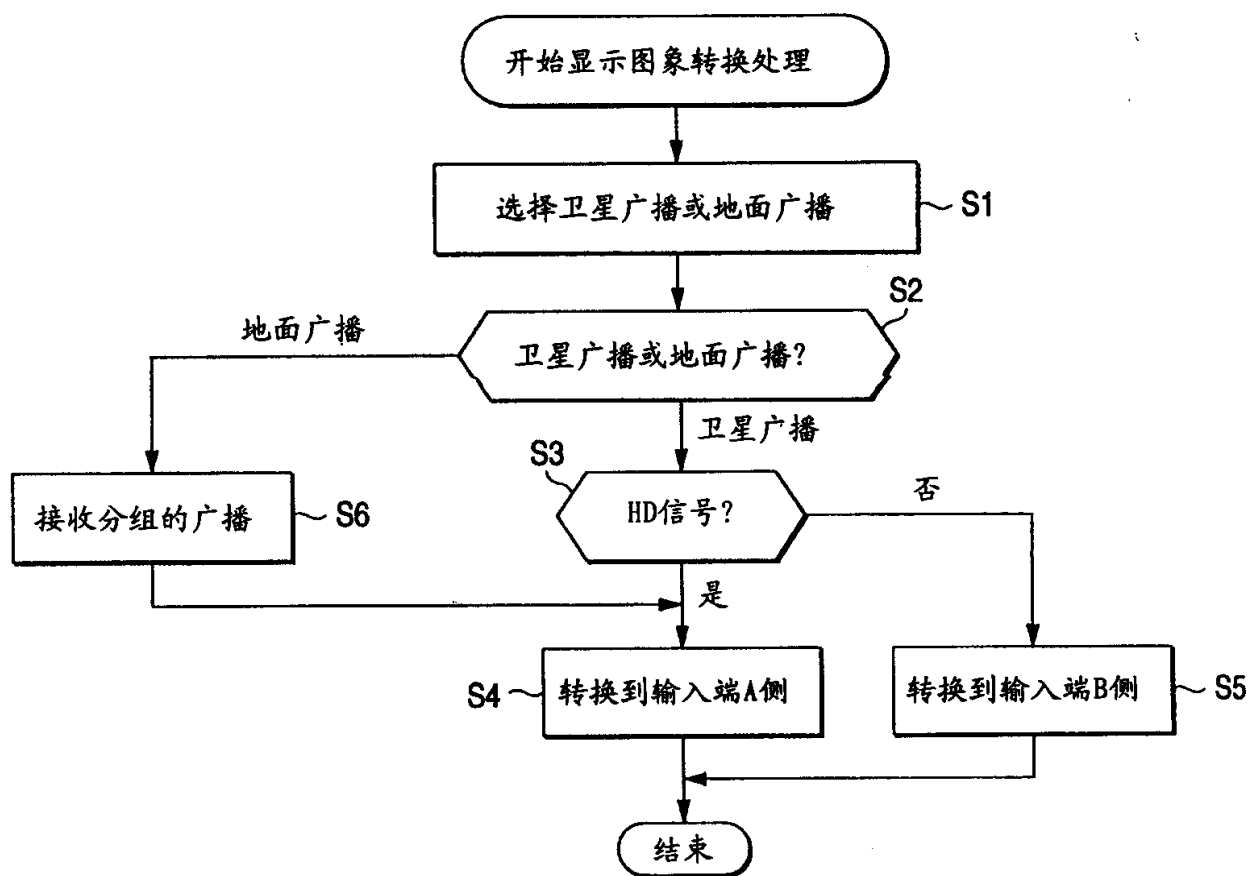 开始显示图象转换处理
选择卫星广播或地面广播
S1
S2
地面广播
卫星广播或地面广播?
卫星广播
S3
否
HD信号?
接收分组的广播
S6
是
S4
转换到输入端A侧
转换到输入端B侧
S5
结束